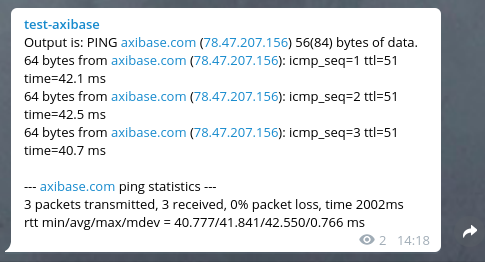 test-axibase
Output is: PING axibase.com (78.47.207.156) 56(84) bytes of data.
64 bytes from axibase.com (78.47.207.156): icmp_seq=1 ttl=51
time=42.1 ms
64 bytes from axibase.com (78.47.207.156): icmp_seq=2 ttl=51
time=42.5 ms
64 bytes from axibase.com (78.47.207.156): icmp_seq=3 ttl=51
time=40.7 ms

--- axibase.com ping statistics ---
3 packets transmitted, 3 received, 0% packet loss, time 2002ms
rtt min/avg/max/mdev = 40.777/41.841/42.550/0.766 ms
2 14:18